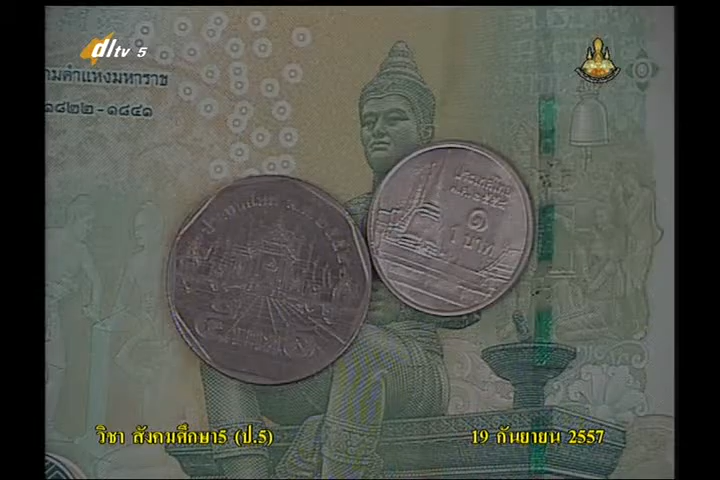 dltv 5
ามคำแหงมหาราช
๑๘๒๒ - ๑๘๔๑
ประเทศไทย
๑
1 บาท
วิชา สังคมศึกษา5 (ป.5)
19 กันยายน 2557